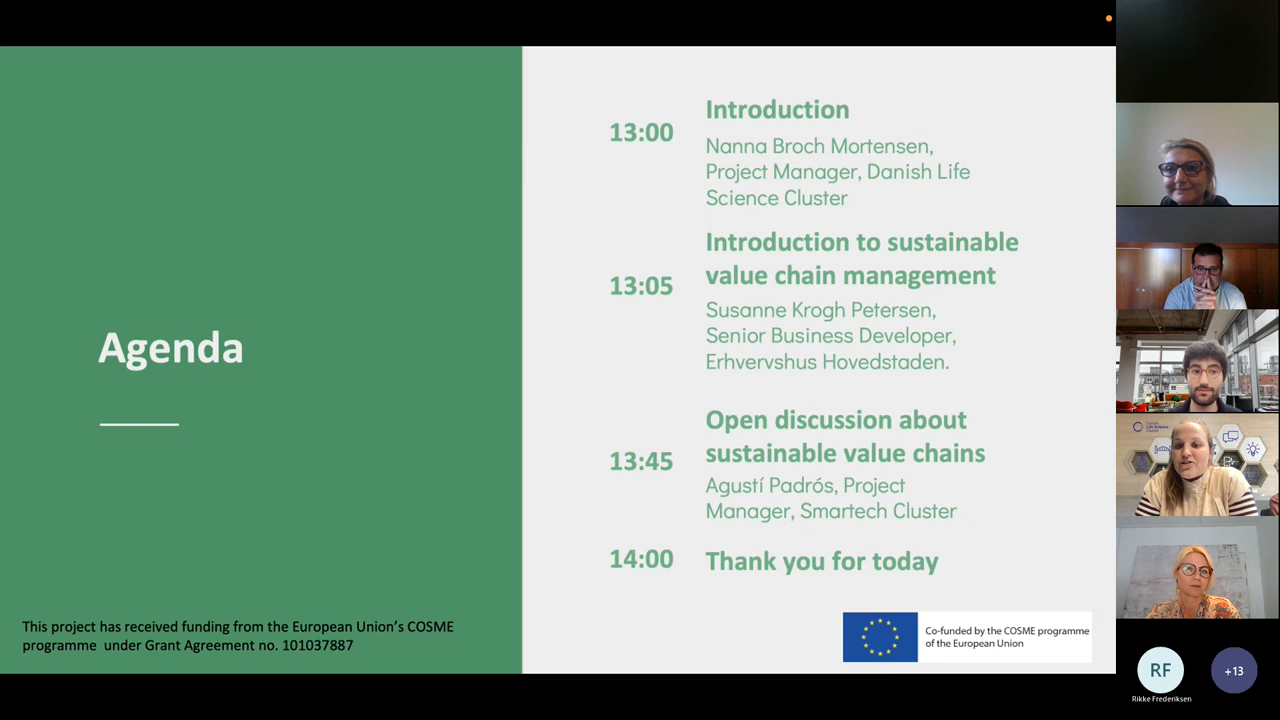 Agenda
This project has received funding from the European Union's COSME
programme under Grant Agreement no. 101037887
13:00
Introduction
Nanna Broch Mortensen,
Project Manager, Danish Life
Science Cluster
13:05
Introduction to sustainable
value chain management
Susanne Krogh Petersen,
Senior Business Developer,
Erhvervshus Hovedstaden.
13:45
Open discussion about
sustainable value chains
Agustí Padrós, Project
Manager, Smartech Cluster
14:00
Thank you for today
Co-funded by the COSME programme
of the European Union
Danish
Life Science
Cluster
RF
+13
Rikke Frederiksen